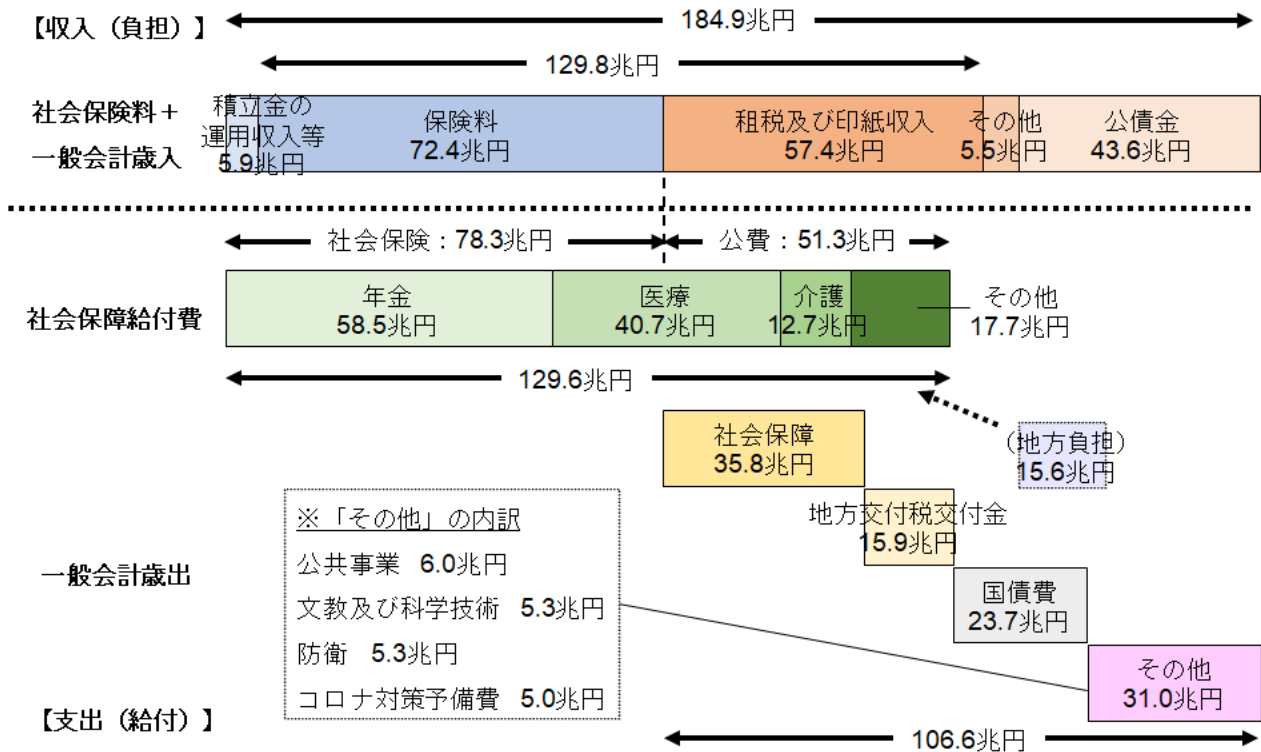 【収入（負担）】
184.9兆円
129.8兆円
社会保険料＋
一般会計歳入
積立金の
運用収入等
5.9兆円
保険料
72.4兆円
租税及び印紙収入
57.4兆円
その他
5.5兆円
公債金
43.6兆円
社会保険：78.3兆円
公費：51.3兆円
社会保障給付費
年金
58.5兆円
医療
40.7兆円
介護
12.7兆円
その他
17.7兆円
129.6兆円
社会保障
35.8兆円
（地方負担）
15.6兆円
地方交付税交付金
15.9兆円
一般会計歳出
国債費
23.7兆円
その他
31.0兆円
※「その他」の内訳
公共事業 6.0兆円
文教及び科学技術 5.3兆円
防衛 5.3兆円
コロナ対策予備費 5.0兆円
【支出（給付）】
106.6兆円